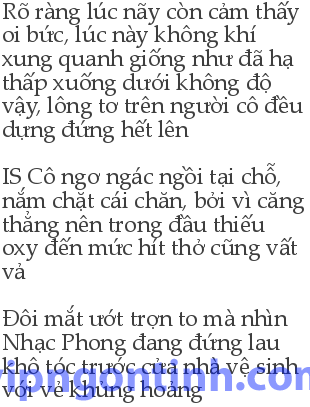 Rõ ràng lúc nãy còn cảm thấy
oi bức, lúc này không khí
xung quanh giống như đã hạ
thấp xuống dưới không độ
vậy, lông tơ trên người cô đều
dựng đứng hết lên
IS Cô ngơ ngác ngồi tại chỗ,
nắm chặt cái chăn, bởi vì căng
thẳng nên trong đầu thiếu
oxy đến mức hít thở cũng vất
vả
Đôi mắt ướt trợn to mà nhìn
Nhạc Phong đang đứng lau
khô tóc trước cửa nhà vệ sinh
với vẻ khủng hoảng
vipngontinh.com